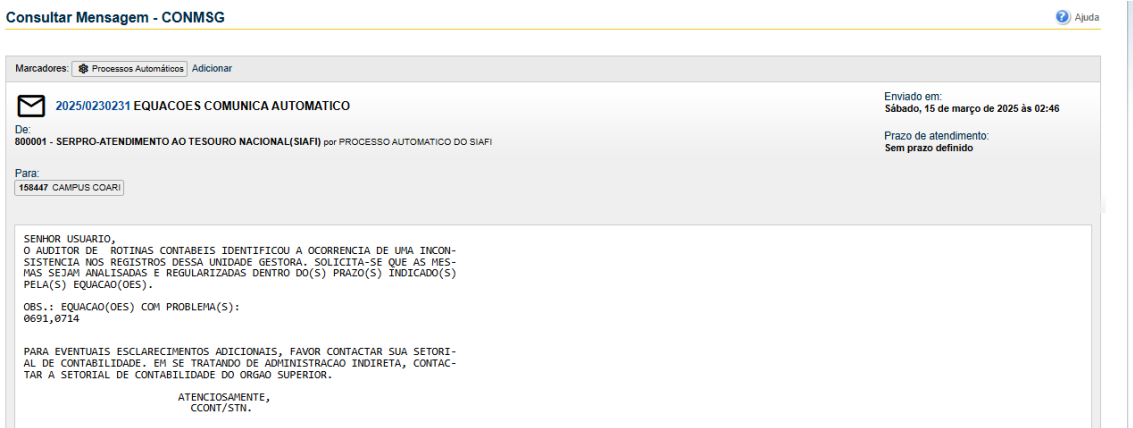 Consultar Mensagem - CONMSG
Ajuda
Marcadores: Processos Automáticos Adicionar
2025/0230231 EQUACOES COMUNICA AUTOMATICO
Enviado em:
Sábado, 15 de março de 2025 às 02:46
De:
800001 - SERPRO-ATENDIMENTO AO TESOURO NACIONAL(SIAFI) por PROCESSO AUTOMATICO DO SIAFI
Prazo de atendimento:
Sem prazo definido
Para:
158447 CAMPUS COARI
SENHOR USUARIO,
O AUDITOR DE  ROTINAS CONTABEIS IDENTIFICOU A OCORRENCIA DE UMA INCON-
SISTENCIA NOS REGISTROS DESSA UNIDADE GESTORA. SOLICITA-SE QUE AS MES-
MAS SEJAM ANALISADAS E REGULARIZADAS DENTRO DO(S) PRAZO(S) INDICADO(S)
PELA(S) EQUACAO(OES).
OBS.: EQUACAO(OES) COM PROBLEMA(S):
0691,0714
PARA EVENTUAIS ESCLARECIMENTOS ADICIONAIS, FAVOR CONTACTAR SUA SETORI-
AL DE CONTABILIDADE. EM SE TRATANDO DE ADMINISTRACAO INDIRETA, CONTAC-
TAR A SETORIAL DE CONTABILIDADE DO ORGAO SUPERIOR.
ATENCIOSAMENTE,
CCONT/STN.